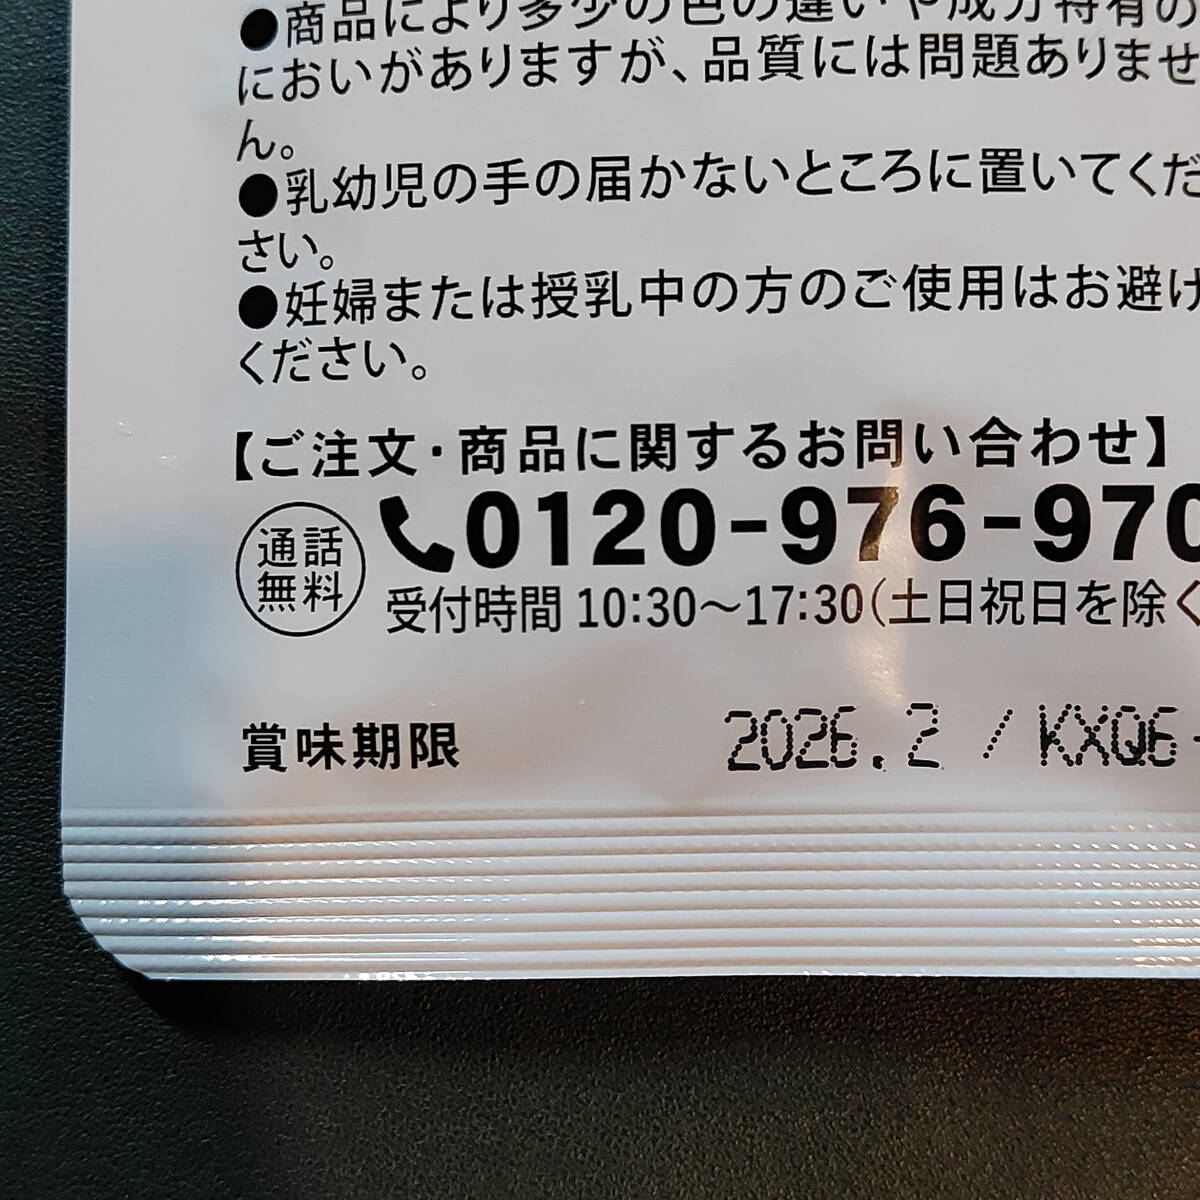 ●商品により多少の色の違いや成分特有の
においがありますが、品質には問題ありませ
ん。
●乳幼児の手の届かないところに置いてくだ
さい。
●妊婦または授乳中の方のご使用はお避け
ください。
【ご注文・商品に関するお問い合わせ】
通話
無料
0120-976-970
受付時間 10:30〜17:30(土日祝日を除く
賞味期限 2026.2 / KXQ6-